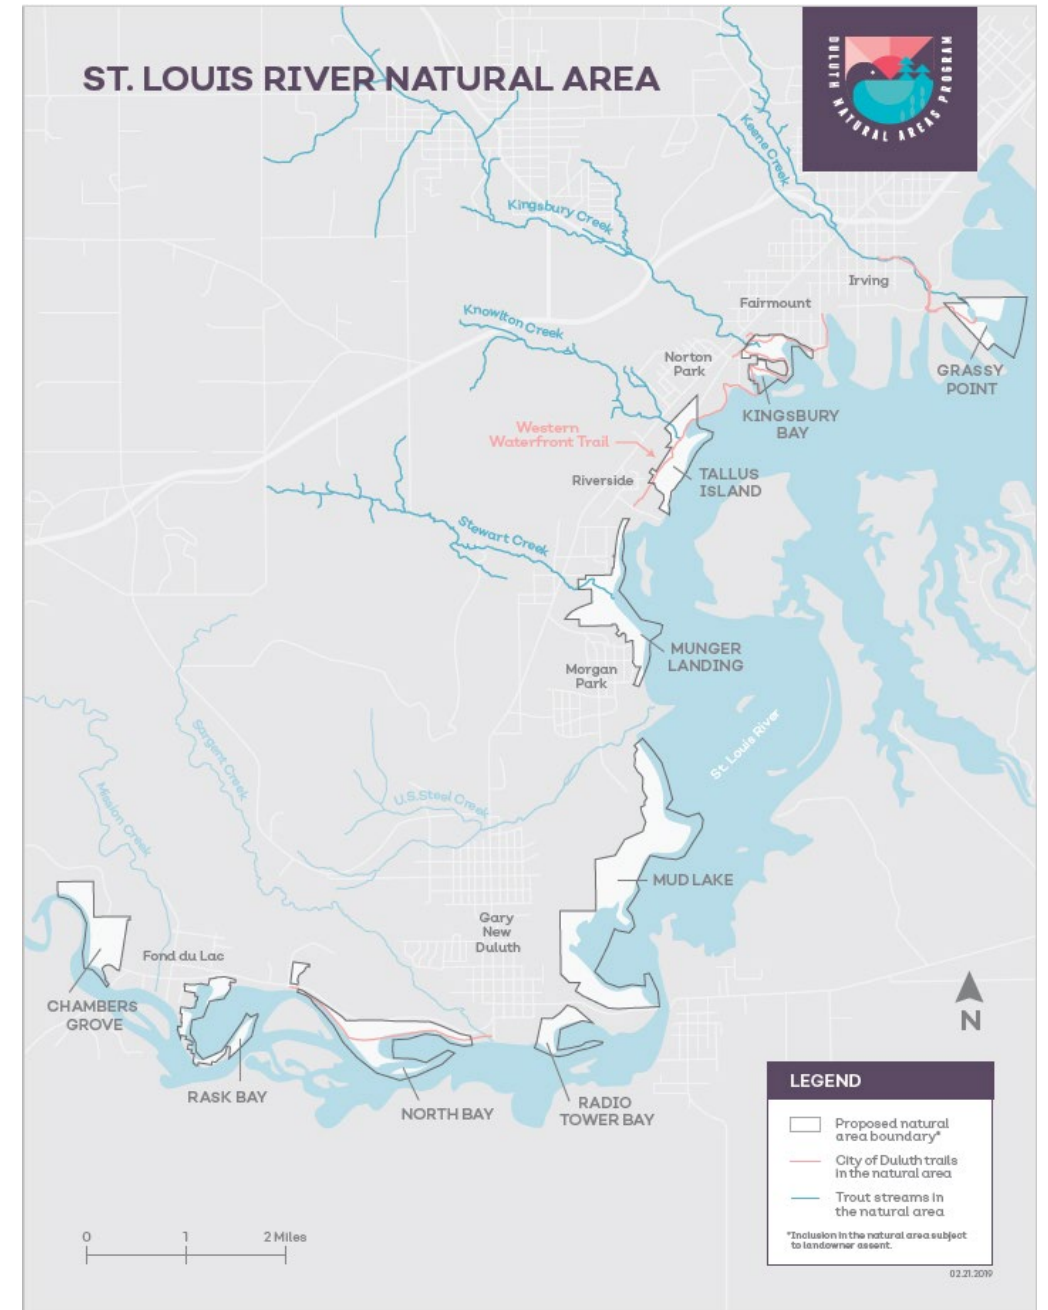 ST. LOUIS RIVER NATURAL AREA
DULUTH NATURAL AREAS PROGRAM
Keene Creek
Kingsbury Creek
Irving
Fairmount
Knowlton Creek
Norton
Park
GRASSY
POINT
KINGSBURY
BAY
Western
Waterfront Trail
Riverside
TALLUS
ISLAND
Stewart Creek
MUNGER
LANDING
Morgan
Park
St. Louis River
Sargent Creek
Mission Creek
U.S.Steel Creek
MUD LAKE
Gary
New
Duluth
Fond du Lac
CHAMBERS
GROVE
N
RASK BAY
NORTH BAY
RADIO
TOWER BAY
LEGEND
Proposed natural
area boundary*
City of Duluth trails
in the natural area
Trout streams in
the natural area
*Inclusion in the natural area subject
to landowner assent.
0 1 2 Miles
02.21.2019